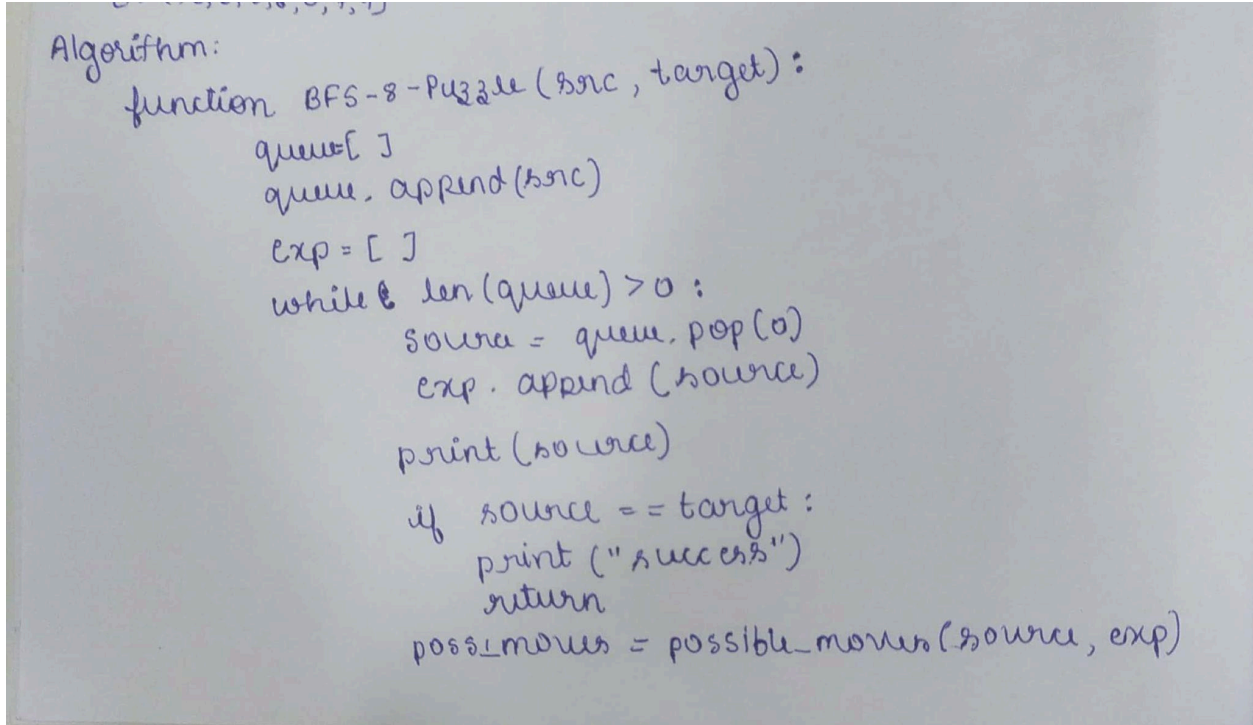 Algorithm:
function BFS-8-Puzzle (src, target):
queue=[ ]
queue. append(src)
exp = [ ]
while len (queue) > 0 :
source = queue. pop(0)
exp. append (source)
print (source)
if source == target :
print ("success")
return
poss_moves = possible_moves (source, exp)